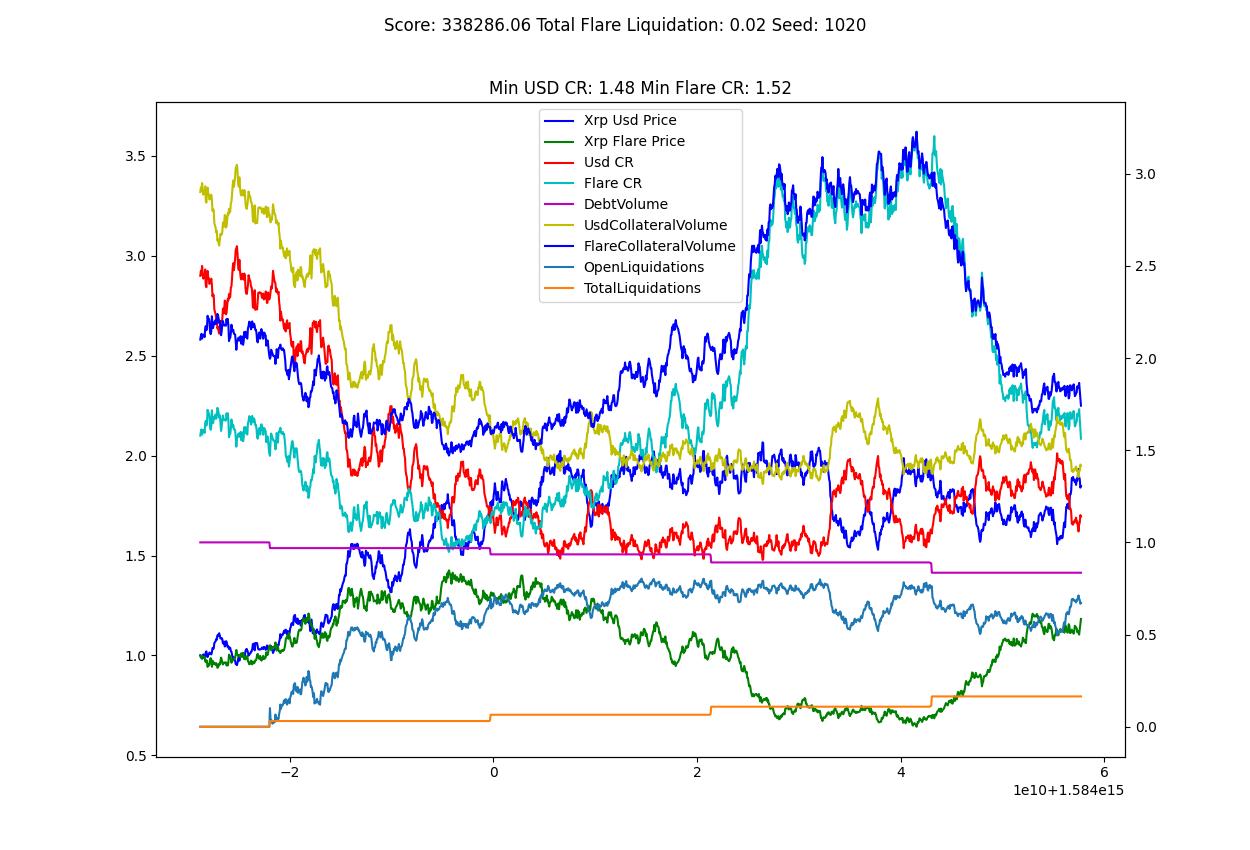 Score: 338286.06 Total Flare Liquidation: 0.02 Seed: 1020
Min USD CR: 1.48 Min Flare CR: 1.52
Xrp Usd Price
Xrp Flare Price
Usd CR
Flare CR
DebtVolume
UsdCollateralVolume
FlareCollateralVolume
OpenLiquidations
TotalLiquidations
3.5
3.0
2.5
2.0
1.5
1.0
0.5
3.0
2.5
2.0
1.5
1.0
0.5
0.0
−2 0 2 4 6
1e10+1.584e15